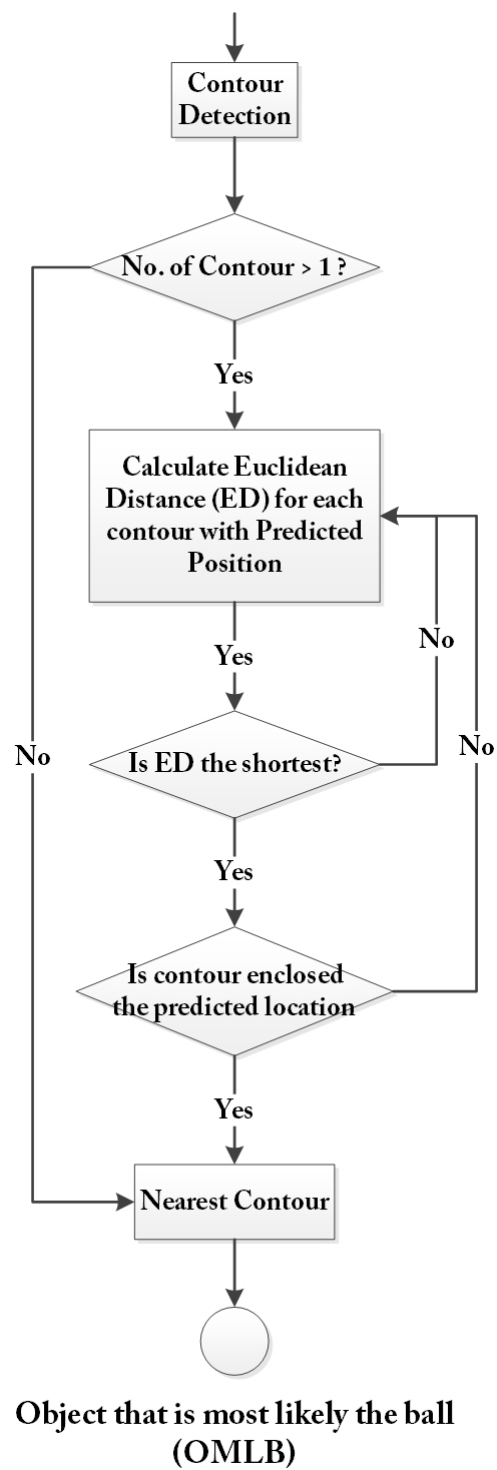 Contour
Detection
No. of Contour > 1 ?
Yes
Calculate Euclidean
Distance (ED) for each
contour with Predicted
Position
No
Yes
No
No
Is ED the shortest?
Yes
Is contour enclosed
the predicted location
Yes
Nearest Contour
Object that is most likely the ball
(OMLB)